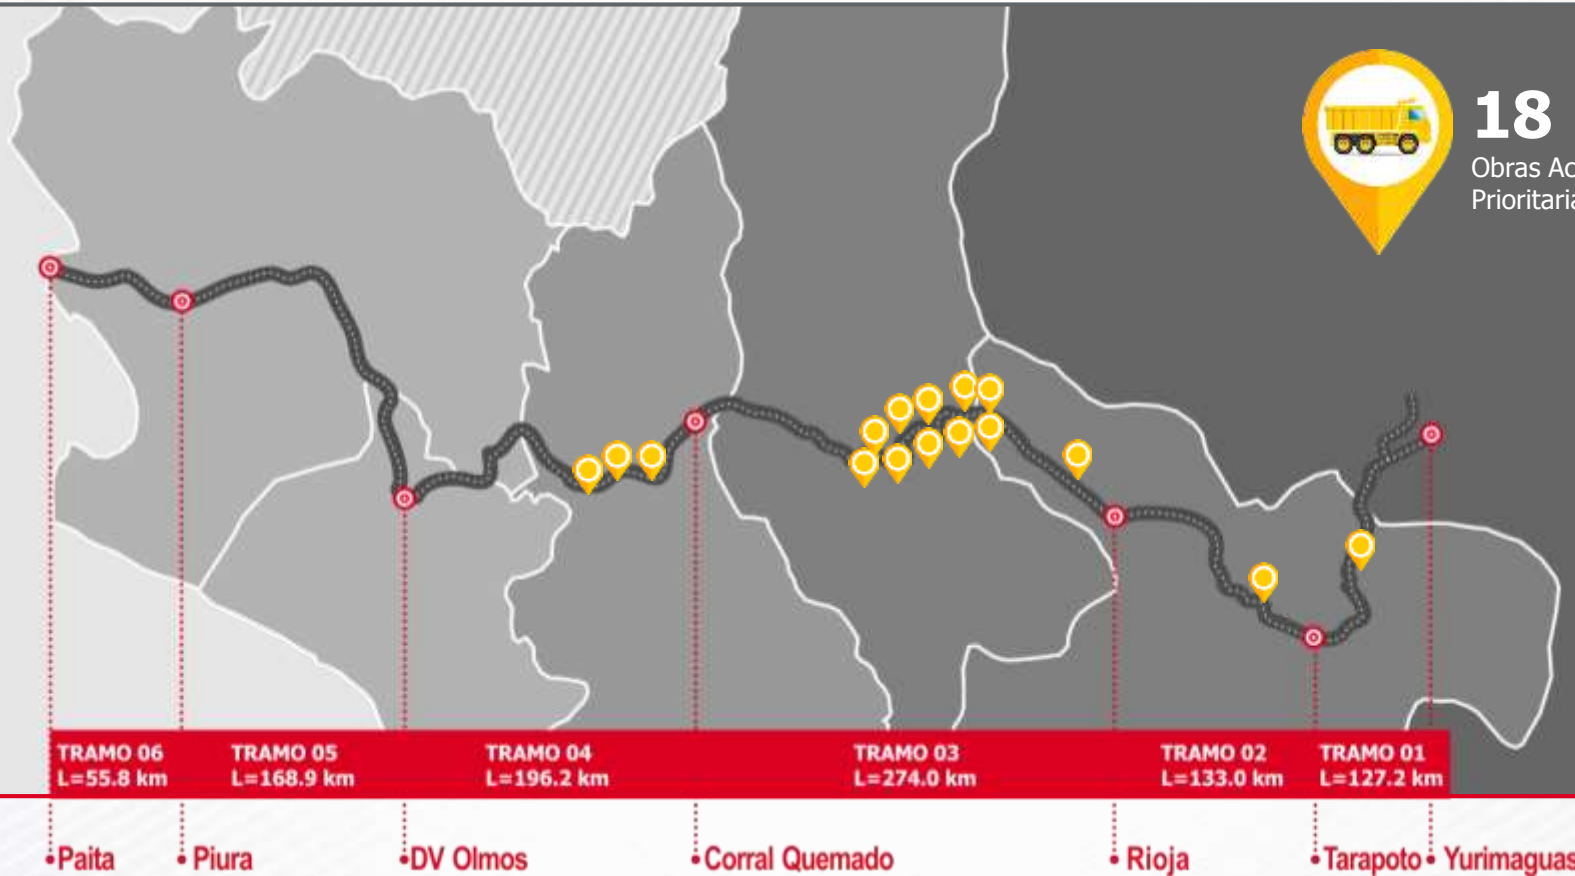 18
Obras Ac
Prioritaria
TRAMO 06
L=55.8 km
TRAMO 05
L=168.9 km
TRAMO 04
L=196.2 km
TRAMO 03
L=274.0 km
TRAMO 02
L=133.0 km
TRAMO 01
L=127.2 km
Paita
Piura
DV Olmos
Corral Quemado
Rioja
Tarapoto
Yurimaguas